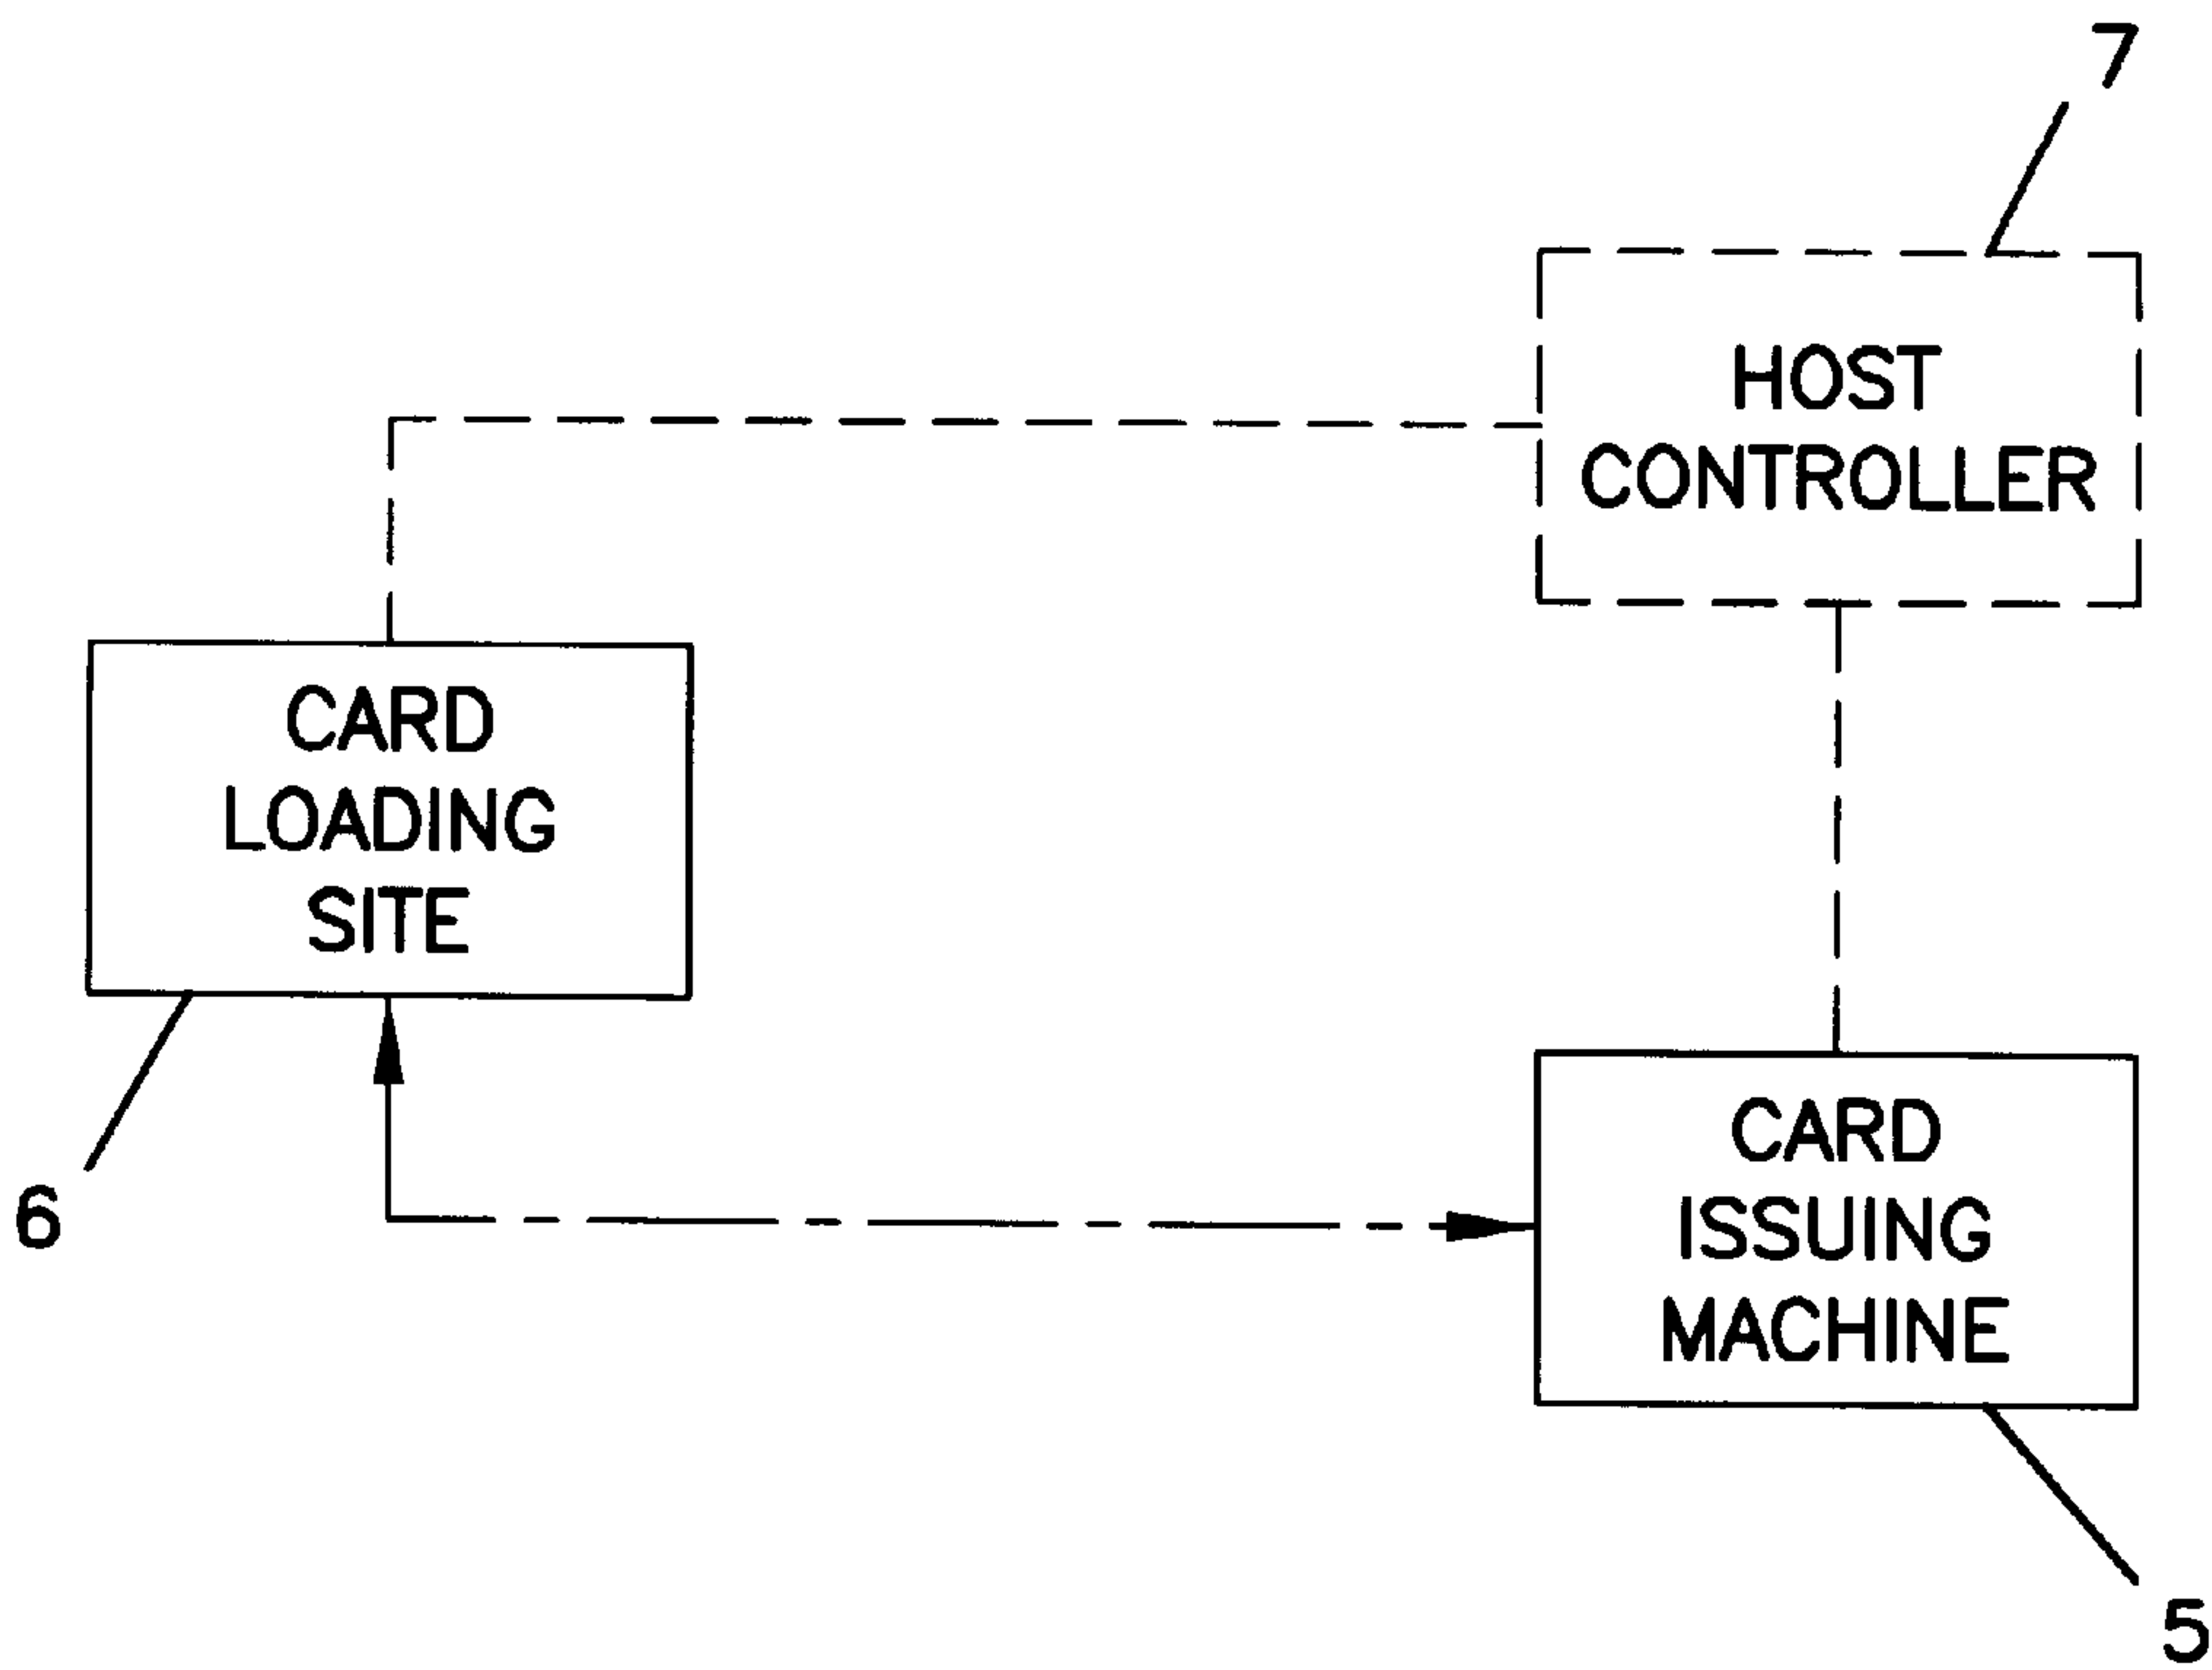 7
HOST
CONTROLLER
CARD
LOADING
SITE
6
CARD
ISSUING
MACHINE
5